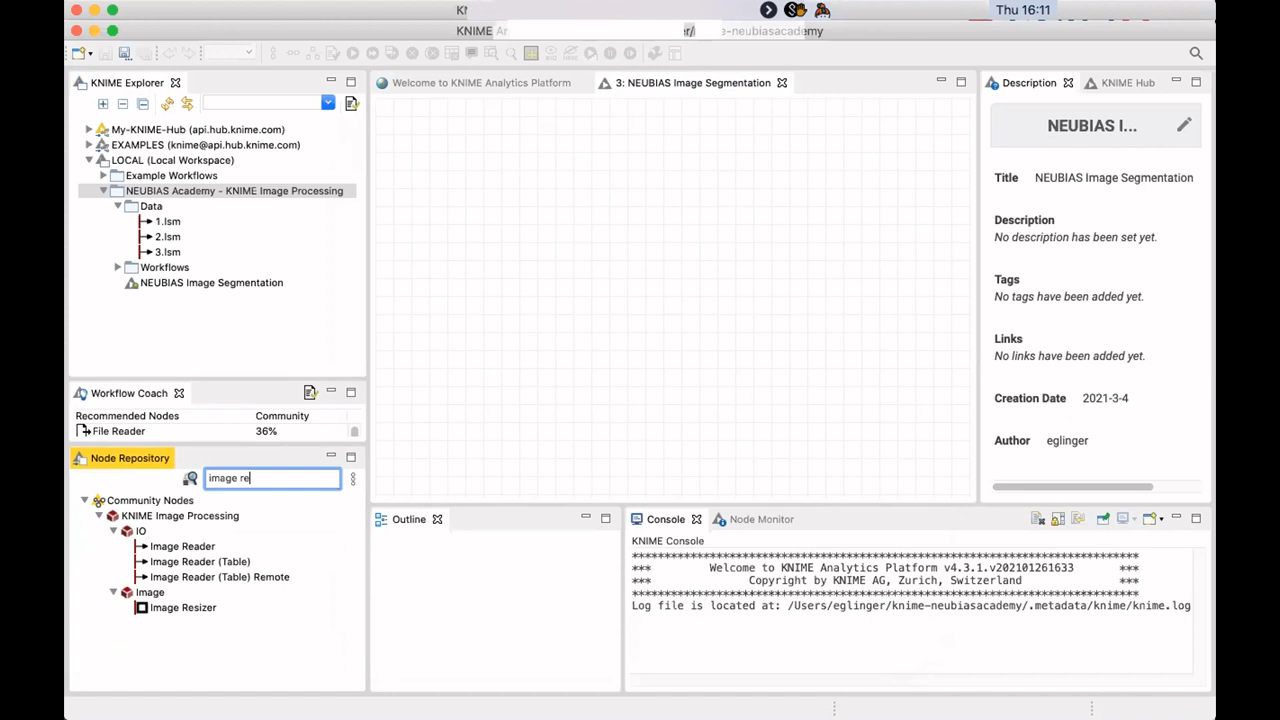 Thu 16:11
KNIME
-neubiasacademy
KNIME Explorer
My-KNIME-Hub (api.hub.knime.com)
EXAMPLES (knime@api.hub.knime.com)
LOCAL (Local Workspace)
Example Workflows
NEUBIAS Academy - KNIME Image Processing
Data
1.lsm
2.lsm
3.lsm
Workflows
NEUBIAS Image Segmentation
Workflow Coach
Recommended Nodes Community
File Reader 36%
Node Repository
image re
Community Nodes
KNIME Image Processing
IO
Image Reader
Image Reader (Table)
Image Reader (Table) Remote
Image
Image Resizer
Welcome to KNIME Analytics Platform
3: NEUBIAS Image Segmentation
Outline
Description
KNIME Hub
NEUBIAS I...
Title NEUBIAS Image Segmentation
Description
No description has been set yet.
Tags
No tags have been added yet.
Links
No links have been added yet.
Creation Date 2021-3-4
Author eglinger
Console
Node Monitor
KNIME Console
********************************************************************************
*** Welcome to KNIME Analytics Platform v4.3.1.v202101261633 ***
*** Copyright by KNIME AG, Zurich, Switzerland ***
********************************************************************************
Log file is located at: /Users/eglinger/knime-neubiasacademy/.metadata/knime/knime.log